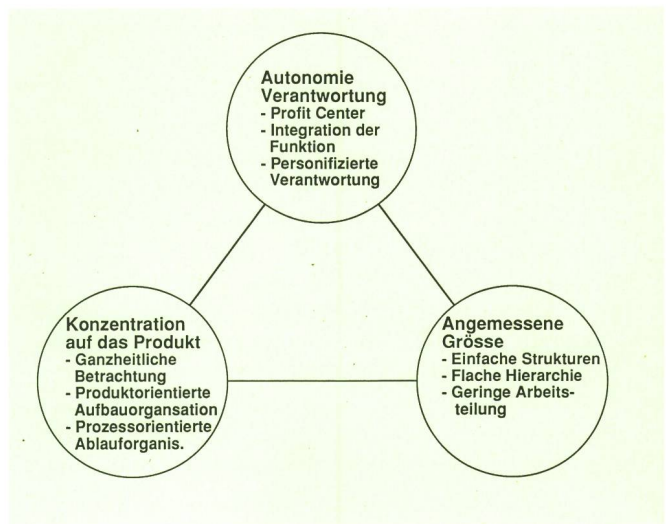 Autonomie
Verantwortung
- Profit Center
- Integration der
Funktion
- Personifizierte
Verantwortung
Konzentration
auf das Produkt
- Ganzheitliche
Betrachtung
- Produktorientierte
Aufbauorgansation
- Prozessorientierte
Ablauforganis.
Angemessene
Grösse
- Einfache Strukturen
- Flache Hierarchie
- Geringe Arbeits-
teilung